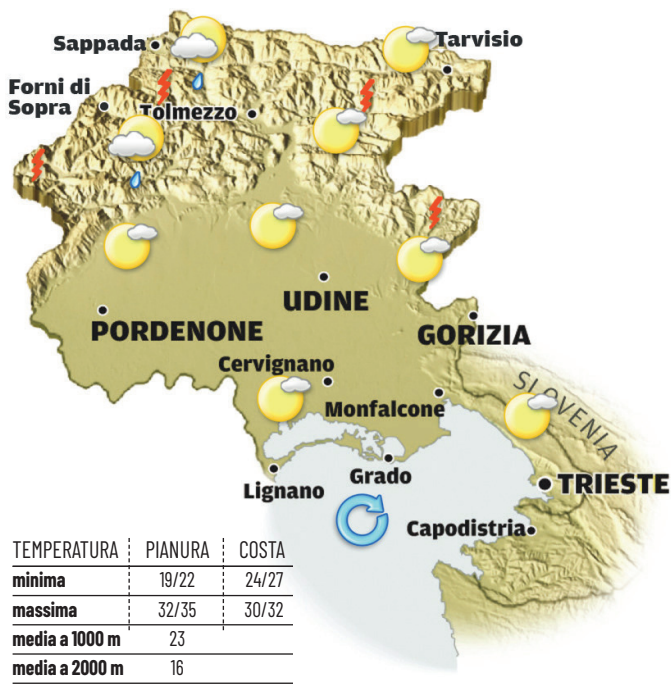 Sappada
Tarvisio
Forni di
Sopra
Tolmezzo
UDINE
PORDENONE
GORIZIA
Cervignano
SLOVENIA
Monfalcone
Grado
TRIESTE
Lignano
Capodistria
TEMPERATURA PIANURA COSTA
minima 19/22 24/27
massima 32/35 30/32
media a 1000 m 23
media a 2000 m 16